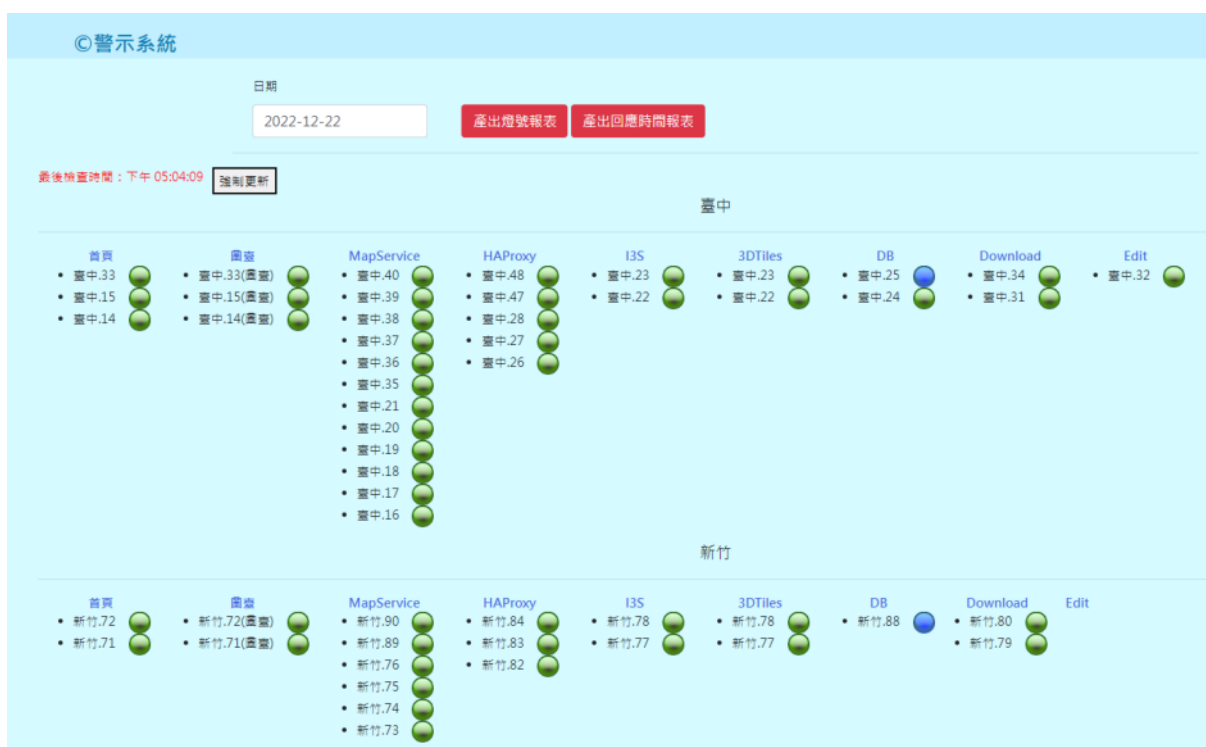 ©警示系統
日期
2022-12-22 產出燈號報表 產出回應時間報表
最後檢查時間：下午 05:04:09 強制更新
臺中
首頁 圖臺 MapService HAProxy I3S 3DTiles DB Download Edit
• 臺中.33 • 臺中.33(圖臺) • 臺中.40 • 臺中.48 • 臺中.23 • 臺中.23 • 臺中.25 • 臺中.34 • 臺中.32
• 臺中.15 • 臺中.15(圖臺) • 臺中.39 • 臺中.47 • 臺中.22 • 臺中.22 • 臺中.24 • 臺中.31
• 臺中.14 • 臺中.14(圖臺) • 臺中.38 • 臺中.28
• 臺中.37 • 臺中.27
• 臺中.36 • 臺中.26
• 臺中.35
• 臺中.21
• 臺中.20
• 臺中.19
• 臺中.18
• 臺中.17
• 臺中.16
新竹
首頁 圖臺 MapService HAProxy I3S 3DTiles DB Download Edit
• 新竹.72 • 新竹.72(圖臺) • 新竹.90 • 新竹.84 • 新竹.78 • 新竹.78 • 新竹.88 • 新竹.80
• 新竹.71 • 新竹.71(圖臺) • 新竹.89 • 新竹.83 • 新竹.77 • 新竹.77 • 新竹.79
• 新竹.76 • 新竹.82
• 新竹.75
• 新竹.74
• 新竹.73